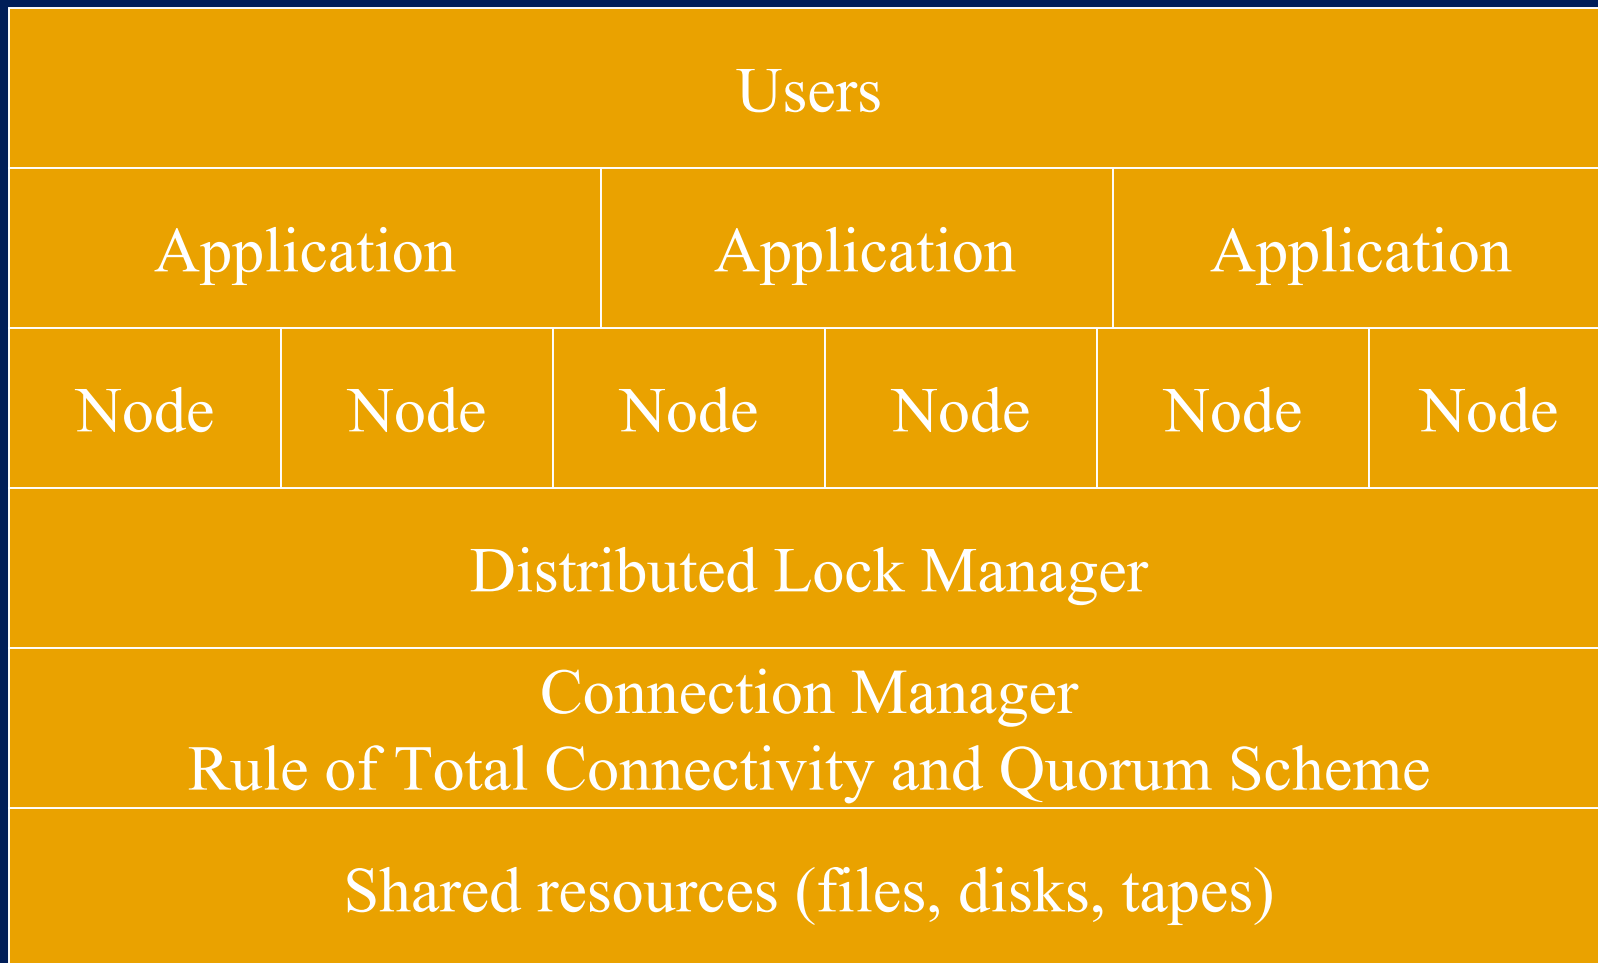 Users
Application Application Application
Node Node Node Node Node Node
Distributed Lock Manager
Connection Manager
Rule of Total Connectivity and Quorum Scheme
Shared resources (files, disks, tapes)